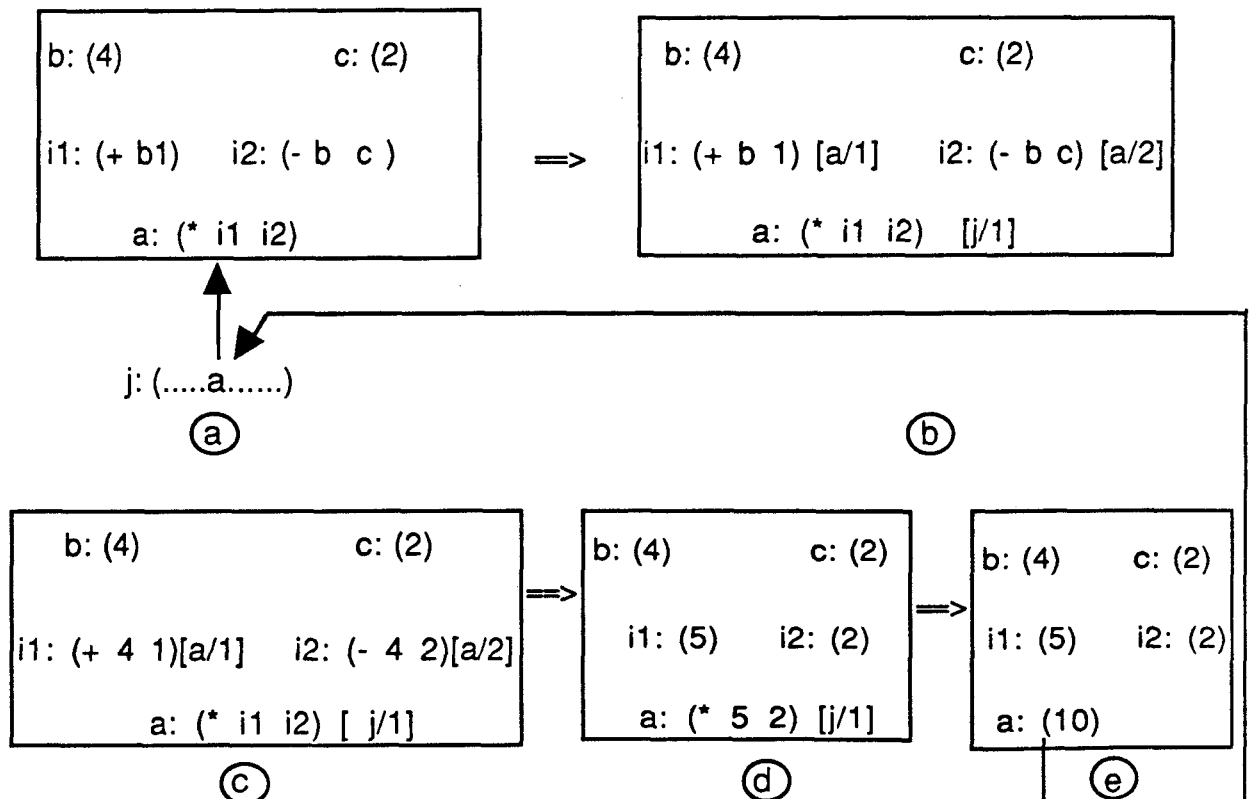 b: (4) c: (2)
i1: (+ b1) i2: (- b c )
a: (* i1 i2)
==>
b: (4) c: (2)
i1: (+ b 1) [a/1] i2: (- b c) [a/2]
a: (* i1 i2) [j/1]
j: (.....a......)
a
b
b: (4) c: (2)
i1: (+ 4 1)[a/1] i2: (- 4 2)[a/2]
a: (* i1 i2) [ j/1]
c
==>
b: (4) c: (2)
i1: (5) i2: (2)
a: (* 5 2) [j/1]
d
==>
b: (4) c: (2)
i1: (5) i2: (2)
a: (10)
e